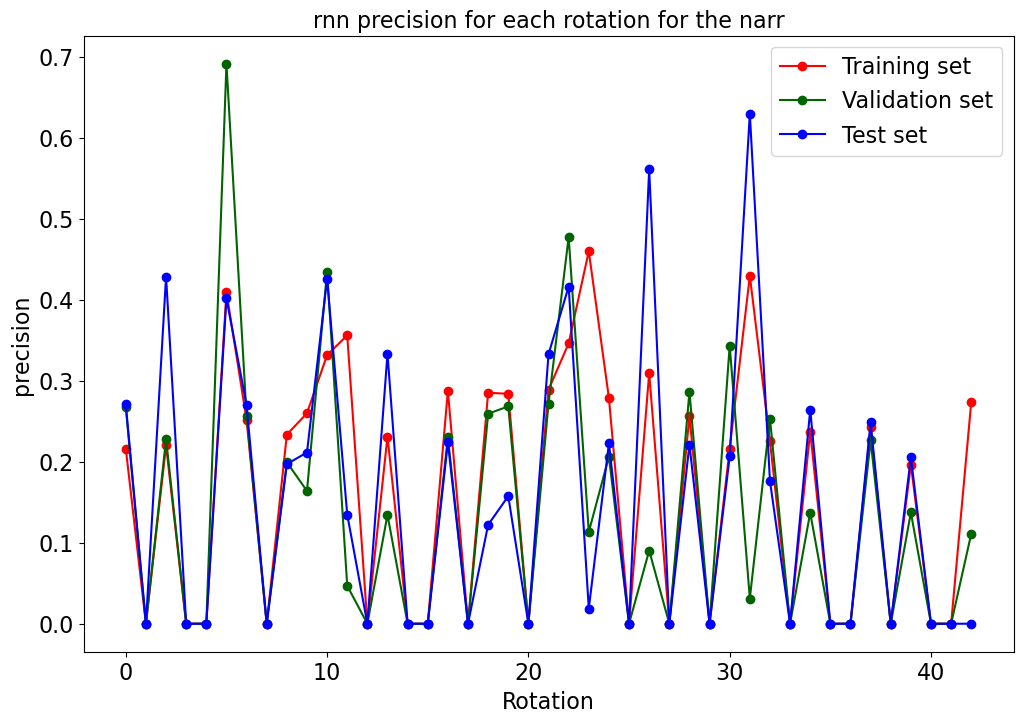 rnn precision for each rotation for the narr
Training set
Validation set
Test set
precision
0.7
0.6
0.5
0.4
0.3
0.2
0.1
0.0
0
10
20
30
40
Rotation